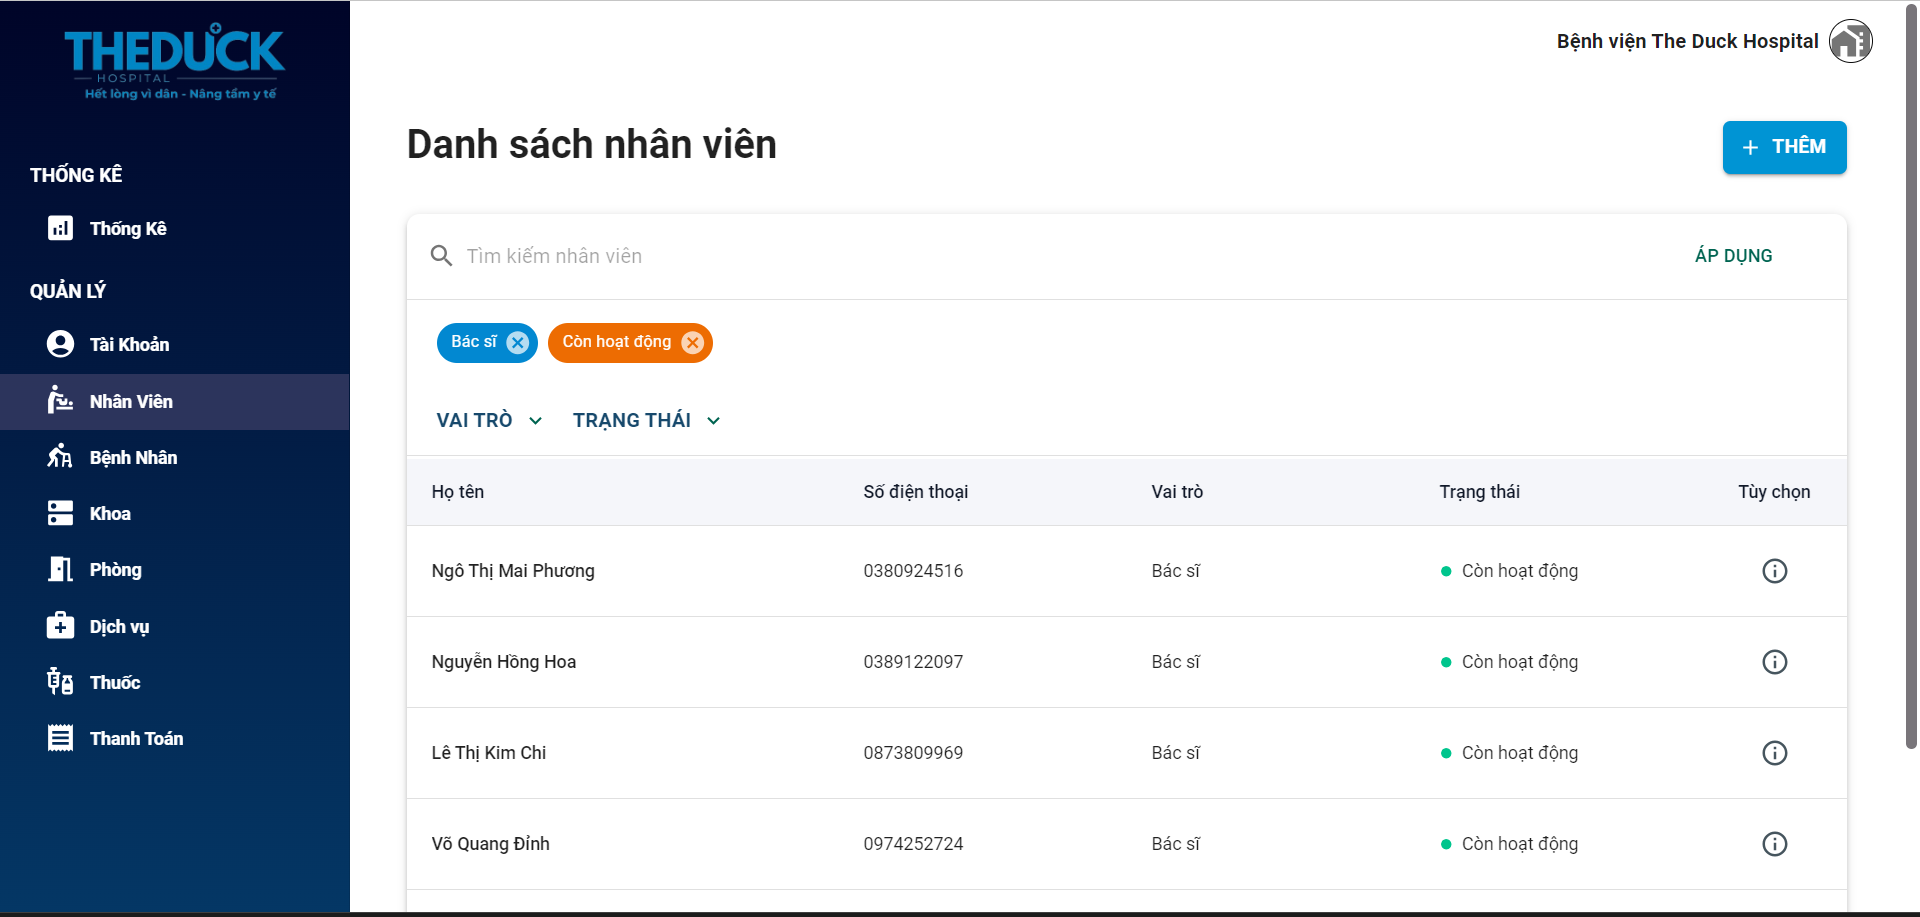 THEDUCK
HOSPITAL
Hết lòng vì dân - Nâng tầm y tế
Bệnh viện The Duck Hospital
THỐNG KÊ
Thống Kê
QUẢN LÝ
Tài Khoản
Nhân Viên
Bệnh Nhân
Khoa
Phòng
Dịch vụ
Thuốc
Thanh Toán
Danh sách nhân viên
+ THÊM
Tìm kiếm nhân viên
ÁP DỤNG
Bác sĩ Còn hoạt động
VAI TRÒ TRẠNG THÁI
Họ tên Số điện thoại Vai trò Trạng thái Tùy chọn
Ngô Thị Mai Phương 0380924516 Bác sĩ Còn hoạt động
Nguyễn Hồng Hoa 0389122097 Bác sĩ Còn hoạt động
Lê Thị Kim Chi 0873809969 Bác sĩ Còn hoạt động
Võ Quang Đỉnh 0974252724 Bác sĩ Còn hoạt động